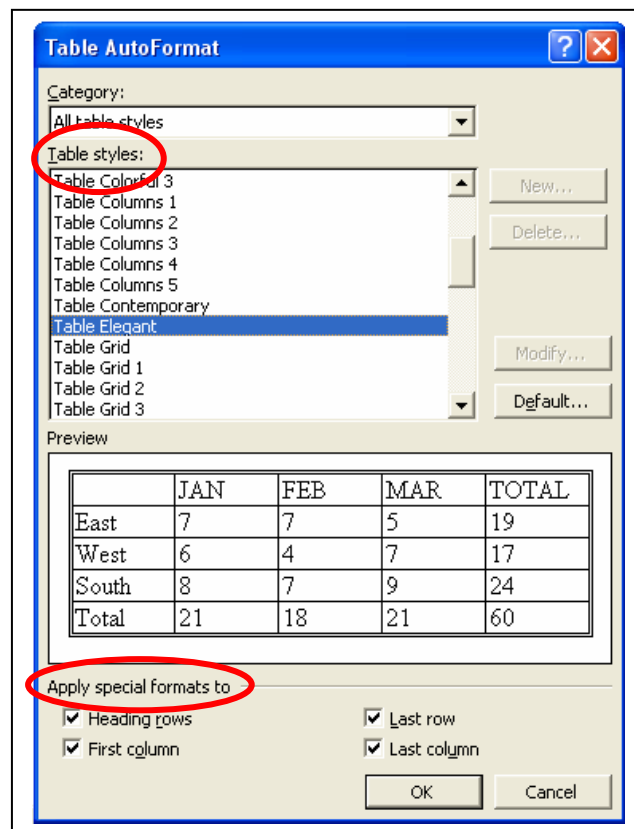 Table AutoFormat
Category:
All table styles
Table styles:
Table Colorful 3
Table Columns 1
Table Columns 2
Table Columns 3
Table Columns 4
Table Columns 5
Table Contemporary
Table Elegant
Table Grid
Table Grid 1
Table Grid 2
Table Grid 3
New...
Delete...
Modify...
Default...
Preview
JAN FEB MAR TOTAL
East 7 7 5 19
West 6 4 7 17
South 8 7 9 24
Total 21 18 21 60
Apply special formats to
Heading rows Last row
First column Last column
OK Cancel